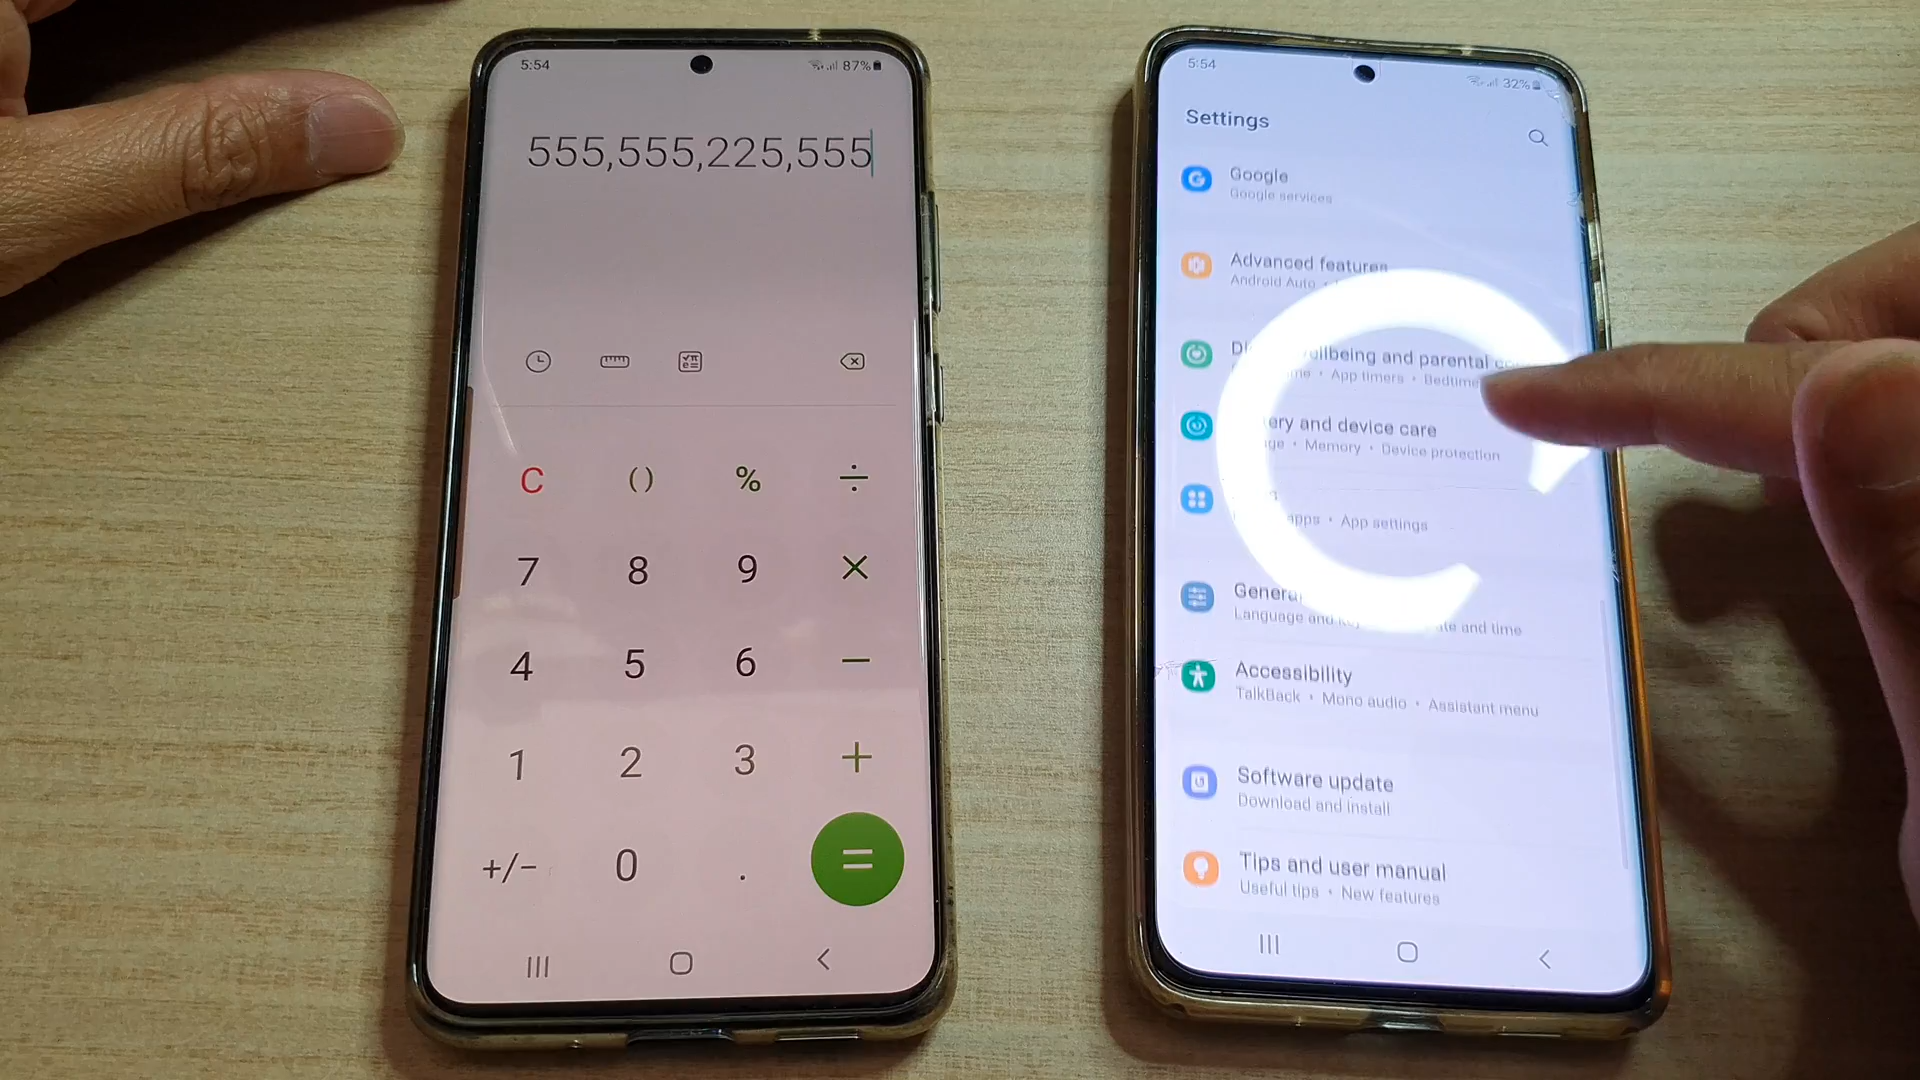 5:54
87%
555,555,225,555
C
()
%
÷
7
8
9
×
4
5
6
−
1
2
3
+
+/−
0
.
=
5:54
32%
Settings
Google
Google services
Advanced features
Android Auto •
wellbeing and parental
• App timers • Bedtime
and device care
• Memory • Device protection
apps • App settings
General
Language and and time
Accessibility
TalkBack • Mono audio • Assistant menu
Software update
Download and install
Tips and user manual
Useful tips • New features